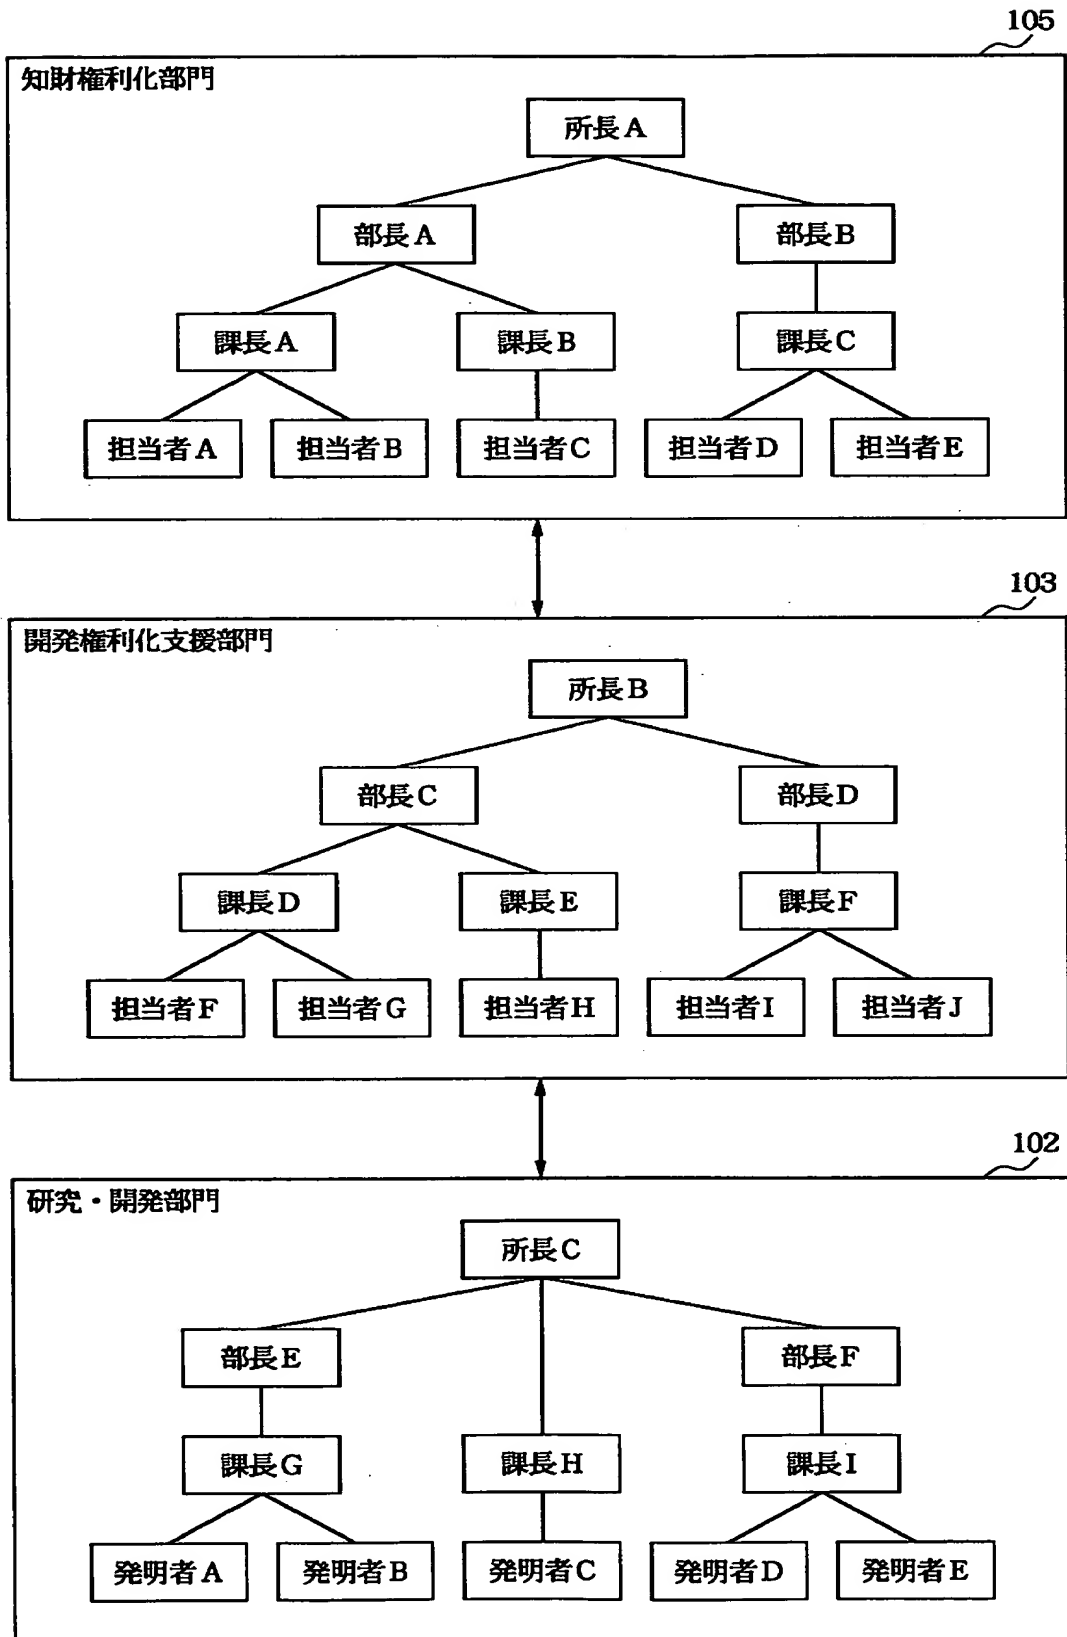 105
知財権利化部門
所長A
部長A
部長B
課長A
課長B
課長C
担当者A
担当者B
担当者C
担当者D
担当者E
103
開発権利化支援部門
所長B
部長C
部長D
課長D
課長E
課長F
担当者F
担当者G
担当者H
担当者I
担当者J
102
研究・開発部門
所長C
部長E
部長F
課長G
課長H
課長I
発明者A
発明者B
発明者C
発明者D
発明者E